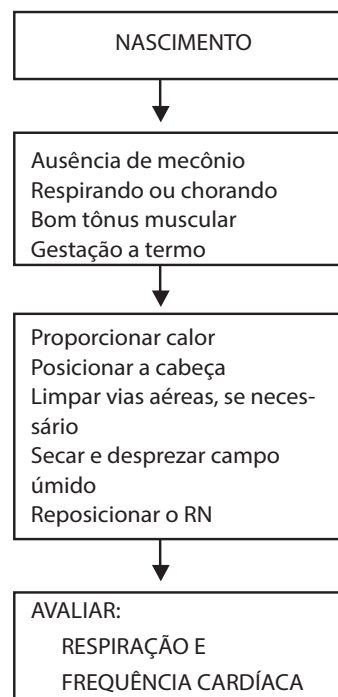 NASCIMENTO
Ausência de mecônio
Respirando ou chorando
Bom tônus muscular
Gestação a termo
Proporcionar calor
Posicionar a cabeça
Limpar vias aéreas, se neces-
sário
Secar e desprezar campo
úmido
Reposicionar o RN
AVALIAR:
RESPIRAÇÃO E
FREQUÊNCIA CARDÍACA